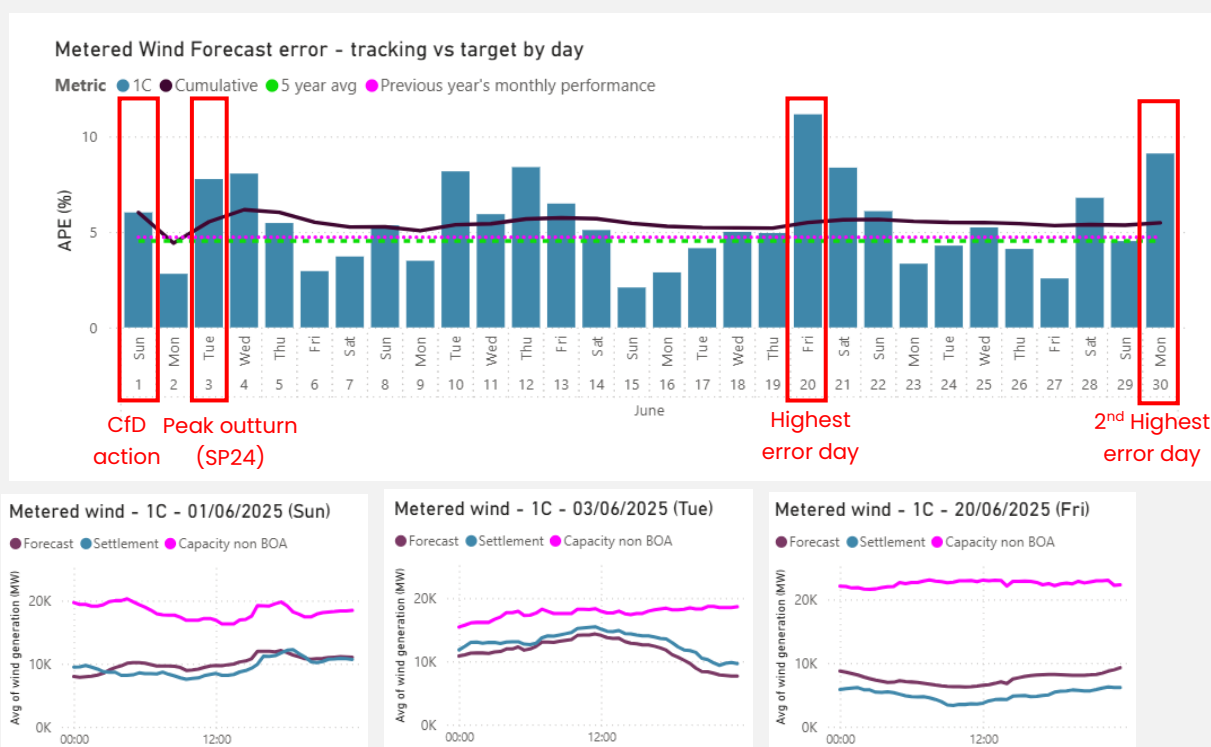 Metered Wind Forecast error - tracking vs target by day
Metric 1C Cumulative 5 year avg Previous year's monthly performance
APE (%)
10
5
0
Sun Mon Tue Wed Thu Fri Sat Sun Mon Tue Wed Thu Fri Sat Sun Mon Tue Wed Thu Fri Sat Sun Mon Tue Wed Thu Fri Sat Sun Mon
1 2 3 4 5 6 7 8 9 10 11 12 13 14 15 16 17 18 19 20 21 22 23 24 25 26 27 28 29 30
June
CfD action
Peak outturn (SP24)
Highest error day
2nd Highest error day
Metered wind - 1C - 01/06/2025 (Sun)
Forecast Settlement Capacity non BOA
Avg of wind generation (MW)
20K
10K
0K
00:00 12:00
Metered wind - 1C - 03/06/2025 (Tue)
Forecast Settlement Capacity non BOA
Avg of wind generation (MW)
20K
10K
0K
00:00 12:00
Metered wind - 1C - 20/06/2025 (Fri)
Forecast Settlement Capacity non BOA
Avg of wind generation (MW)
20K
10K
0K
00:00 12:00